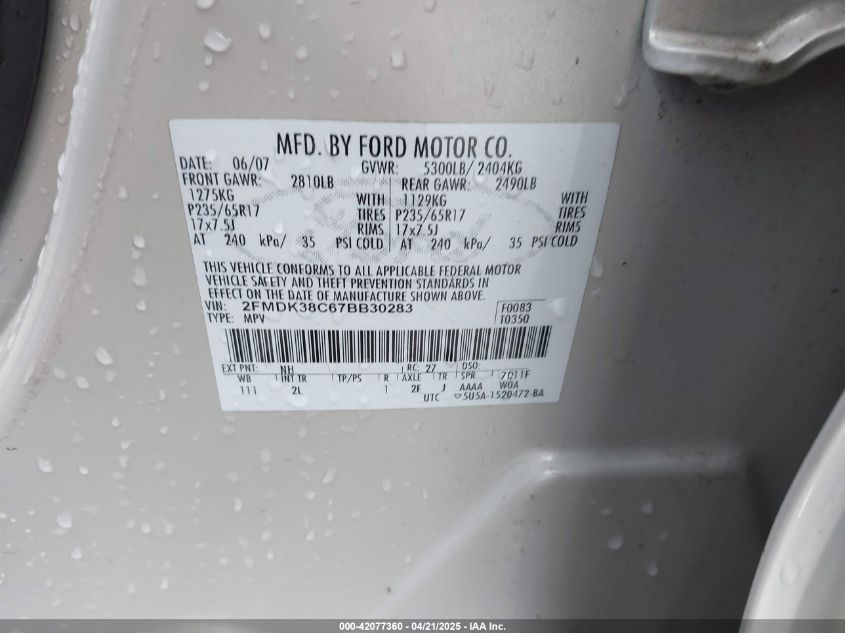 MFD. BY FORD MOTOR CO.
DATE: 06/07 GVWR: 5300LB/ 2404KG
FRONT GAWR: 2810LB REAR GAWR: 2490LB
1275KG WITH 1129KG WITH
P235/65R17 TIRES P235/65R17 TIRES
17x7.5J RIMS 17x7.5J RIMS
AT 240 kPa/ 35 PSI COLD AT 240 kPa/ 35 PSI COLD
THIS VEHICLE CONFORMS TO ALL APPLICABLE FEDERAL MOTOR
VEHICLE SAFETY AND THEFT PREVENTION STANDARDS IN
EFFECT ON THE DATE OF MANUFACTURE SHOWN ABOVE.
VIN: 2FMDK38C67BB30283 F0083
TYPE: MPV T0350
EXT PNT: NH RC: 27 DSO:
WB INT TR TP/PS R AXLE TR SPR 7011F
111 2L 1 2F J AAAA W0A
UTC ▽5U5A-1520472-BA
000-42077360 - 04/21/2025 - IAA Inc.